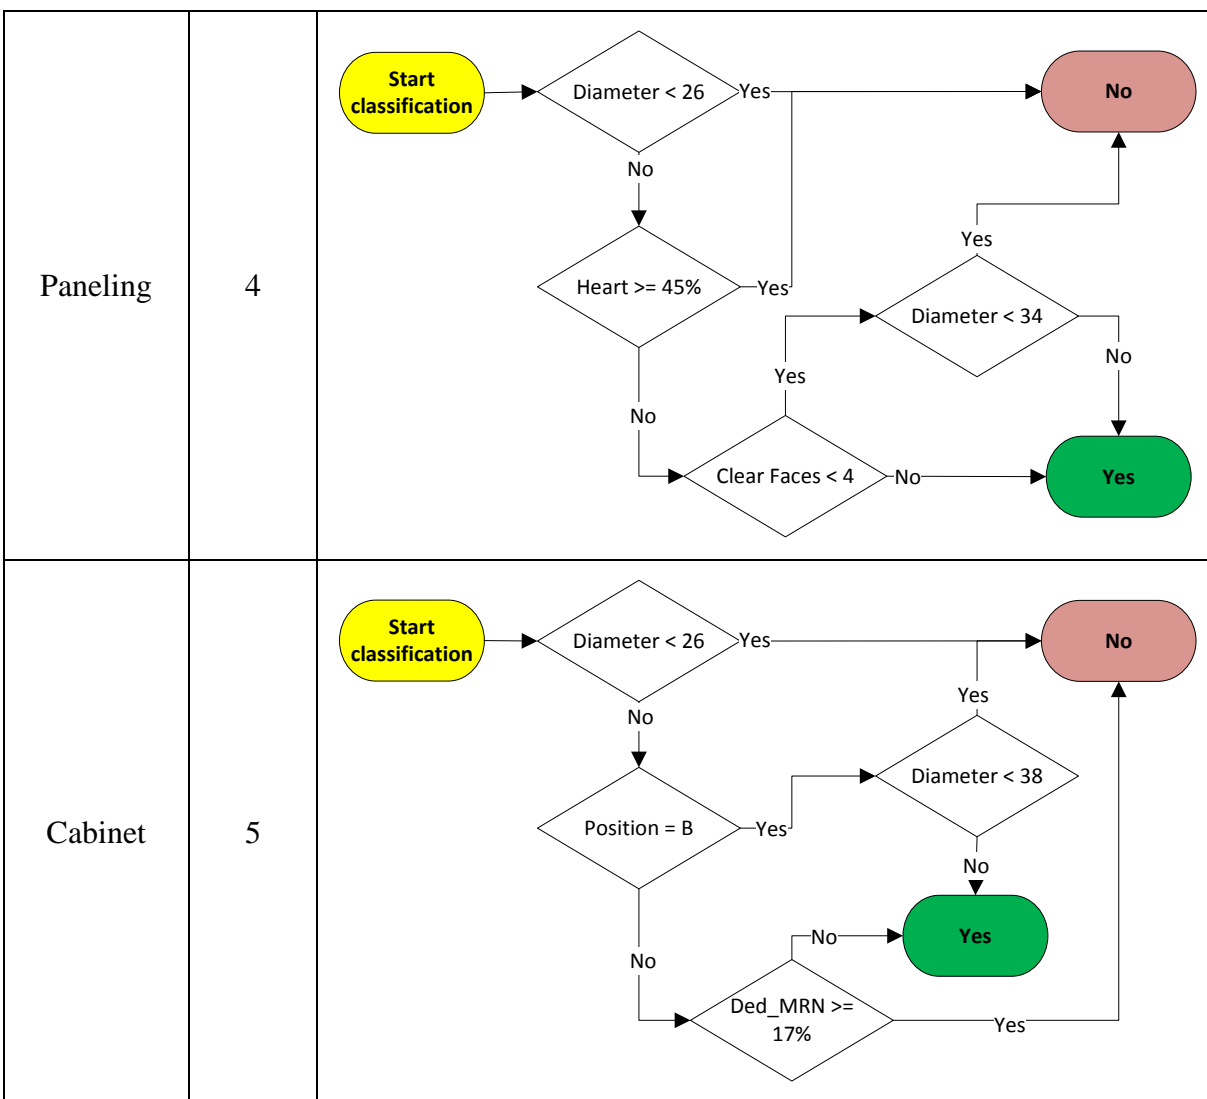 Paneling
4
Start
classification
Diameter < 26
Yes
No
No
Heart >= 45%
Yes
No
Yes
Diameter < 34
No
Yes
Clear Faces < 4
No
Yes
Cabinet
5
Start
classification
Diameter < 26
Yes
No
No
Position = B
Yes
Yes
Diameter < 38
No
No
Yes
No
Ded_MRN >=
17%
Yes